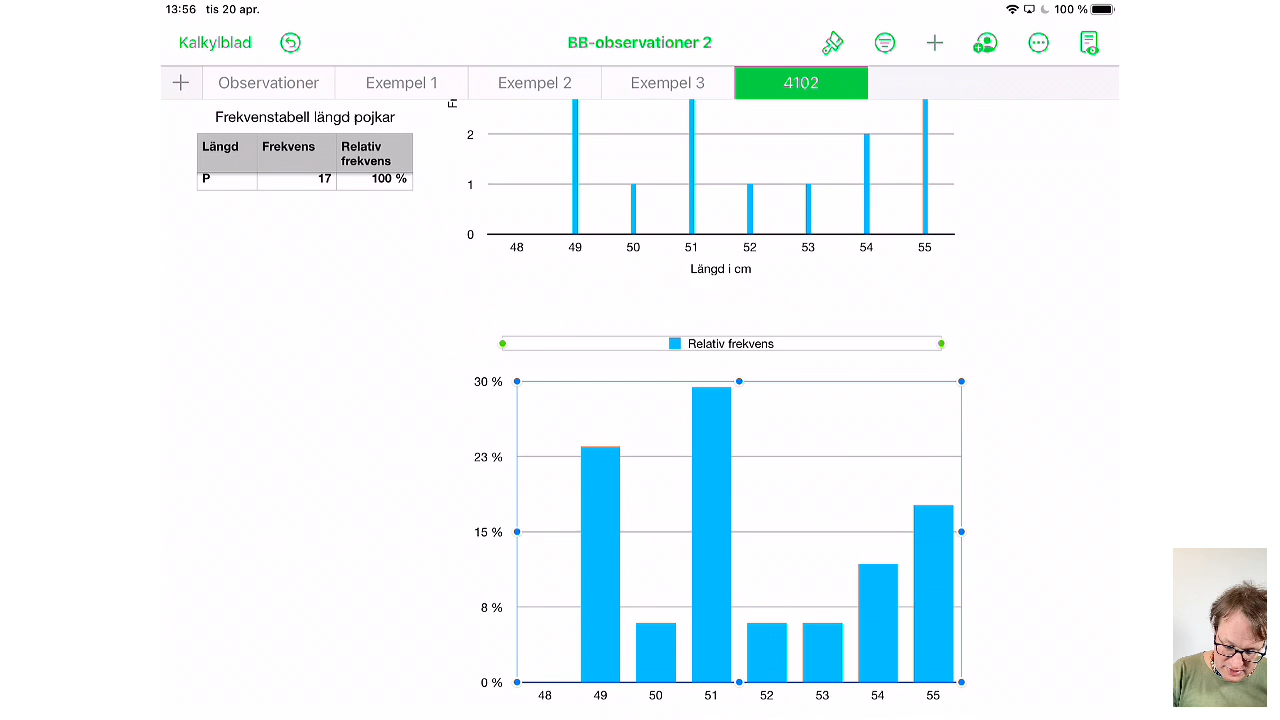 13:56 tis 20 apr. 100 %
Kalkylblad BB-observationer 2
Observationer Exempel 1 Exempel 2 Exempel 3 4102
Frekvenstabell längd pojkar
Längd Frekvens Relativ frekvens
P 17 100 %
2
1
0
48 49 50 51 52 53 54 55
Längd i cm
Relativ frekvens
30 %
23 %
15 %
8 %
0 %
48 49 50 51 52 53 54 55